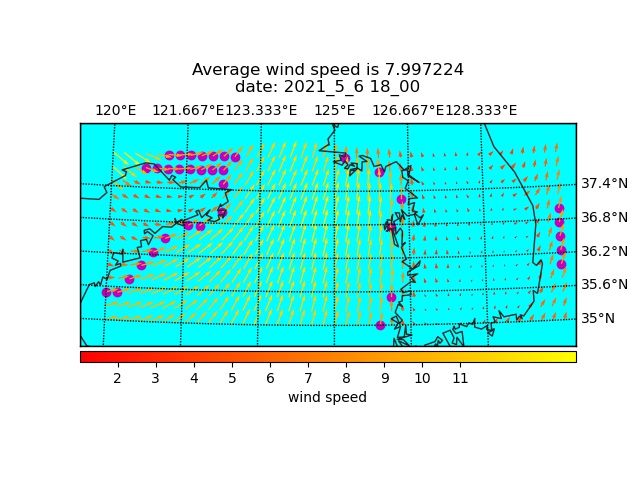 Average wind speed is 7.997224
date: 2021_5_6 18_00
120°E 121.667°E 123.333°E 125°E 126.667°E 128.333°E
37.4°N
36.8°N
36.2°N
35.6°N
35°N
2 3 4 5 6 7 8 9 10 11
wind speed